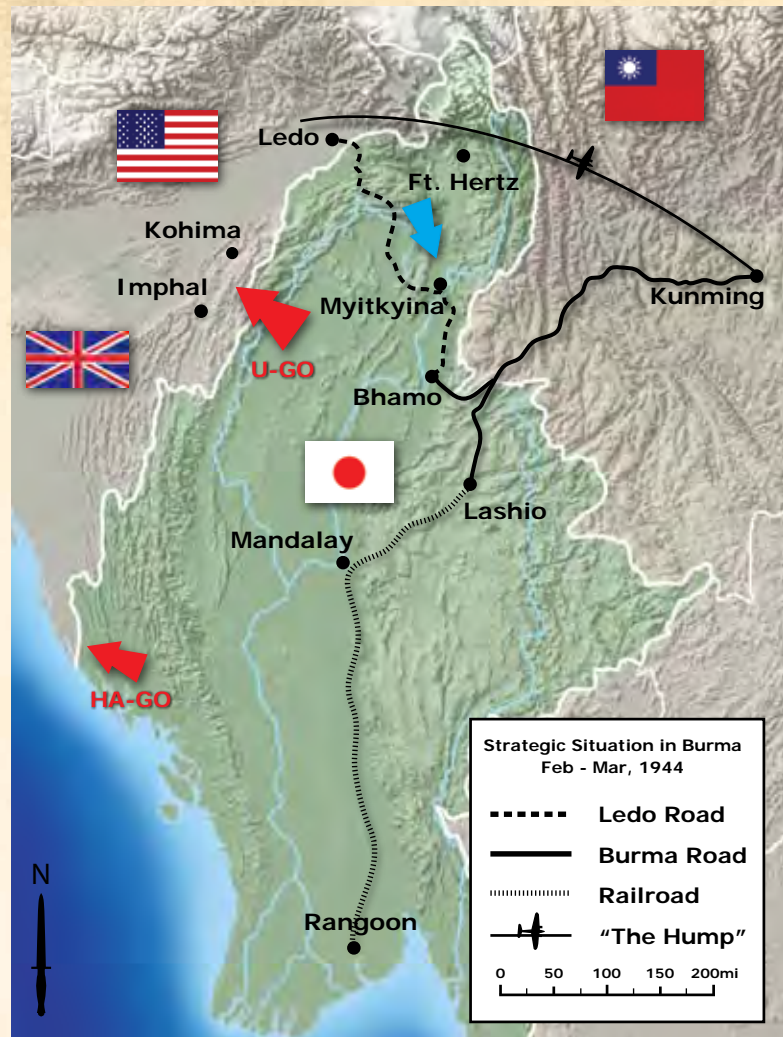 Ledo
Ft. Hertz
Kohima
Imphal
Myitkyina
Kunming
U-GO
Bhamo
Lashio
Mandalay
HA-GO
Rangoon
N
Strategic Situation in Burma
Feb - Mar, 1944
Ledo Road
Burma Road
Railroad
“The Hump”
0 50 100 150 200mi